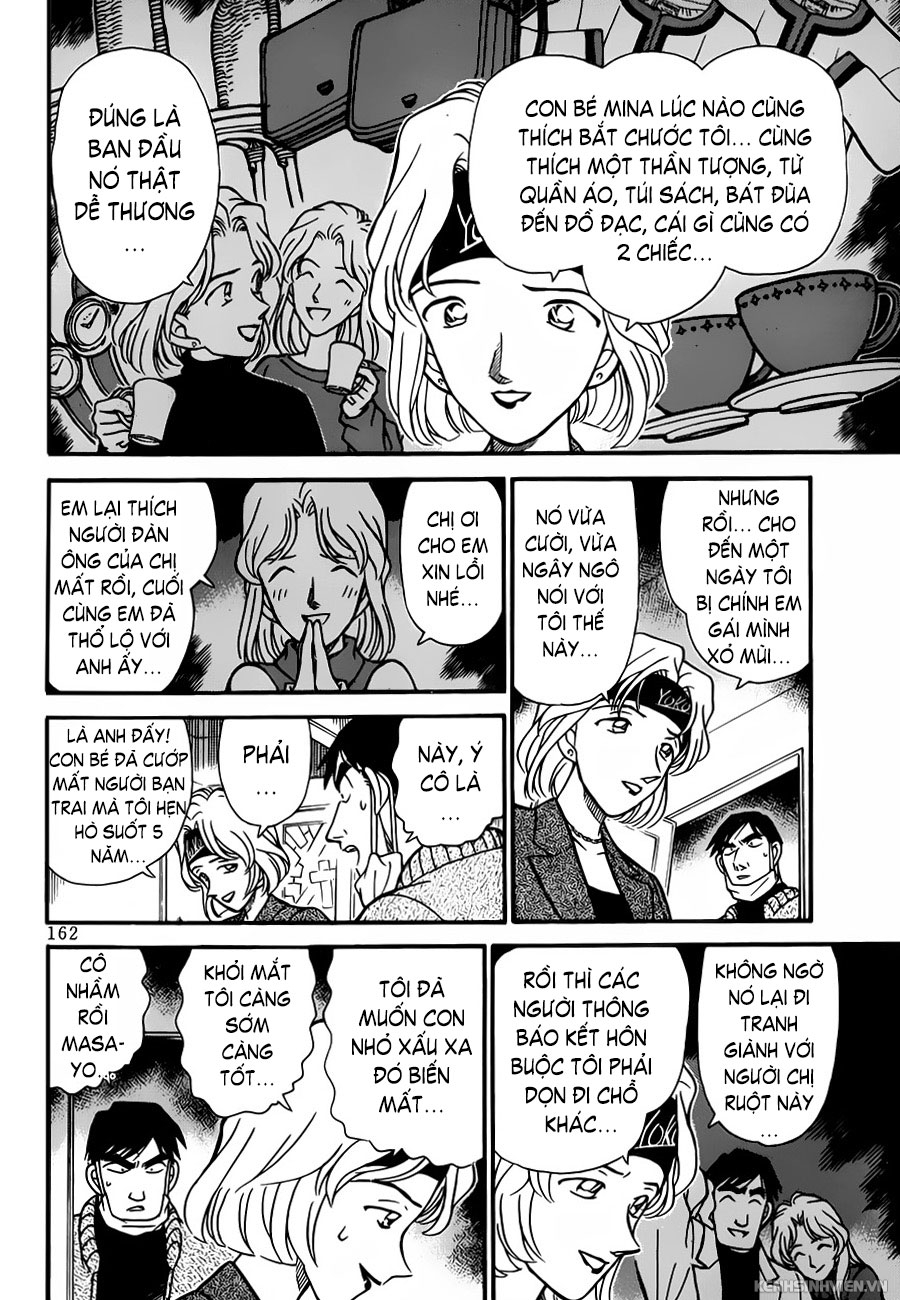 CON BÉ MINA LÚC NÀO CŨNG
THÍCH BẮT CHƯỚC TÔI... CÙNG
THÍCH MỘT THẦN TƯỢNG, TỪ
QUẦN ÁO, TÚI SÁCH, BÁT ĐŨA
ĐẾN ĐỒ ĐẠC, CÁI GÌ CŨNG CÓ
2 CHIẾC...
ĐÚNG LÀ
BAN ĐẦU
NÓ THẬT
DỄ THƯƠNG
...
YOKO
NHƯNG
RỒI... CHO
ĐẾN MỘT
NGÀY TÔI
BỊ CHÍNH EM
GÁI MÌNH
XỎ MŨI...
NÓ VỪA
CƯỜI, VỪA
NGÂY NGÔ
NÓI VỚI
TÔI THẾ
NÀY...
YOKO
CHỊ ƠI
CHO EM
XIN LỖI
NHÉ...
EM LẠI THÍCH
NGƯỜI ĐÀN
ÔNG CỦA CHỊ
MẤT RỒI, CUỐI
CÙNG EM ĐÃ
THỔ LỘ VỚI
ANH ẤY...
NÀY, Ý
CÔ LÀ
...
PHẢI
...
LÀ ANH ĐẤY!
CON BÉ ĐÃ CƯỚP
MẤT NGƯỜI BẠN
TRAI MÀ TÔI HẸN
HÒ SUỐT 5
NĂM...
162
KHÔNG NGỜ
NÓ LẠI ĐI
TRANH
GIÀNH VỚI
NGƯỜI CHỊ
RUỘT NÀY
...
RỒI THÌ CÁC
NGƯỜI THÔNG
BÁO KẾT HÔN
BUỘC TÔI PHẢI
DỌN ĐI CHỖ
KHÁC...
YOKO
TÔI ĐÃ
MUỐN CON
NHỎ XẤU XA
ĐÓ BIẾN
MẤT...
KHỎI MẮT
TÔI CÀNG
SỚM
CÀNG
TỐT...
CÔ
NHẦM
RỒI
MASA-
YO...
KENHSINHVIEN.VN